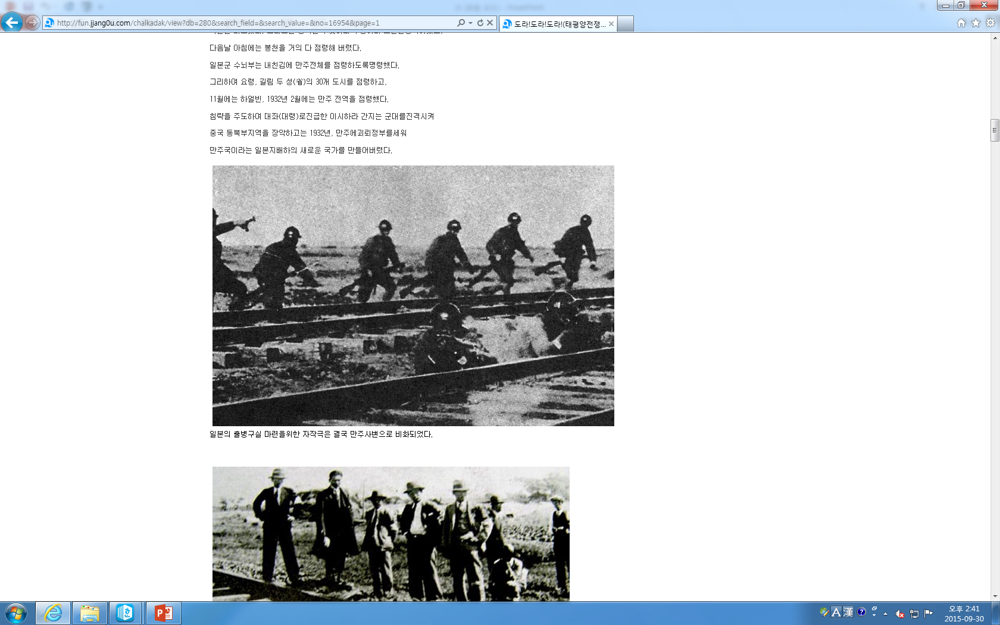 http://fun.jjang0u.com/chalkadak/view?db=280&search_field=&search_value=&no=16954&page=1
도라!도라!도라!(태평양전쟁...
다음날 아침에는 봉천을 거의 다 점령해 버렸다.
일본군 수뇌부는 내친김에 만주전체를 점령하도록명령했다.
그리하여 요령, 길림 두 성(省)의 30개 도시를 점령하고,
11월에는 하얼빈, 1932년 2월에는 만주 전역을 점령했다.
침략을 주도하여 대좌(대령)로진급한 이시하라 간지는 군대를진격시켜
중국 동북부지역을 장악하고는 1932년, 만주에괴뢰정부를세워
만주국이라는 일본지배하의 새로운 국가를 만들어버렸다.
일본의 출병구실 마련을위한 자작극은 결국 만주사변으로 비화되었다.
A 漢
오후 2:41
2015-09-30